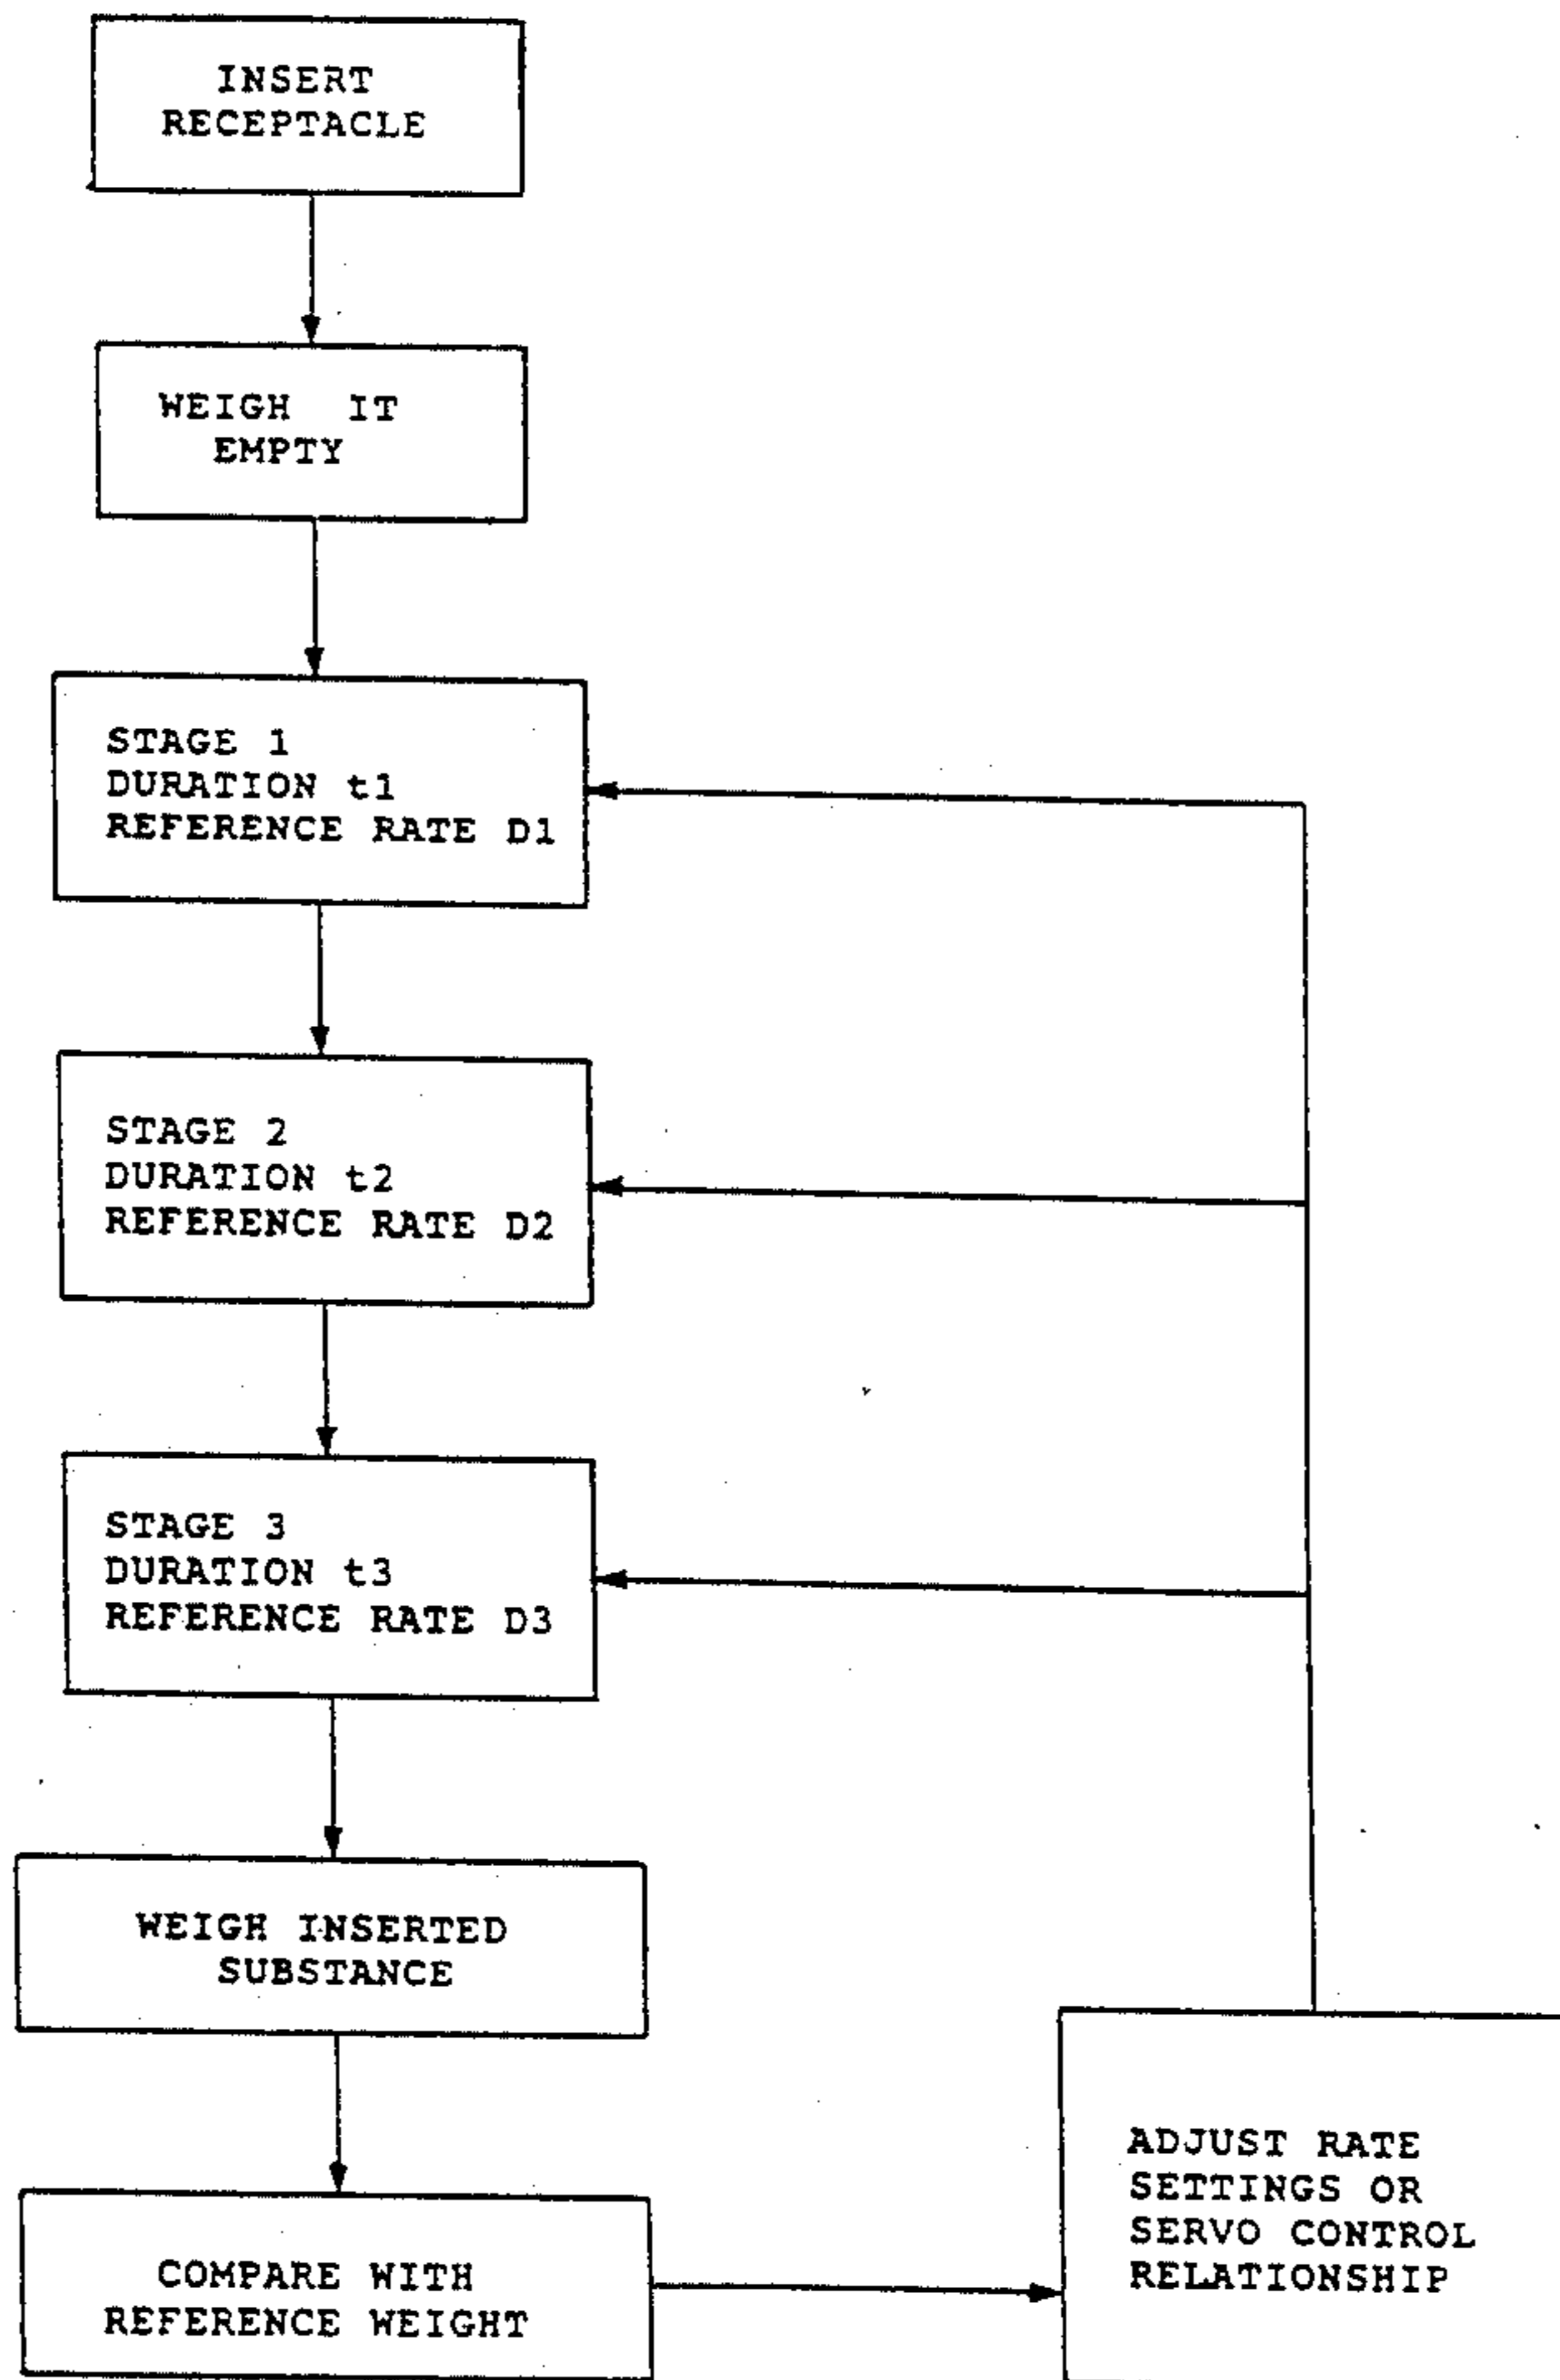 INSERT
RECEPTACLE
WEIGH IT
EMPTY
STAGE 1
DURATION t1
REFERENCE RATE D1
STAGE 2
DURATION t2
REFERENCE RATE D2
STAGE 3
DURATION t3
REFERENCE RATE D3
WEIGH INSERTED
SUBSTANCE
COMPARE WITH
REFERENCE WEIGHT
ADJUST RATE
SETTINGS OR
SERVO CONTROL
RELATIONSHIP